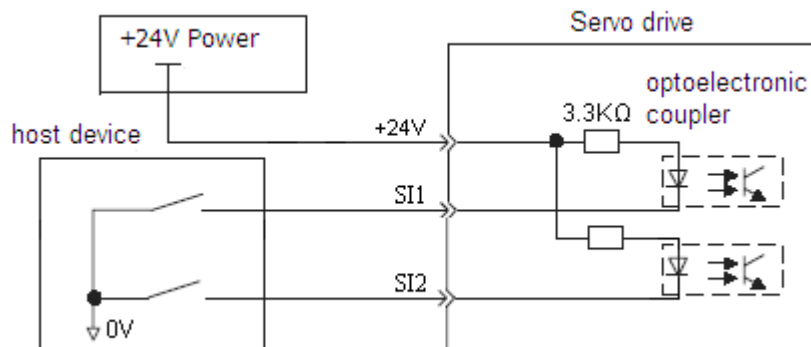 Servo drive
+24V Power
optoelectronic
coupler
3.3KΩ
+24V
host device
SI1
SI2
0V